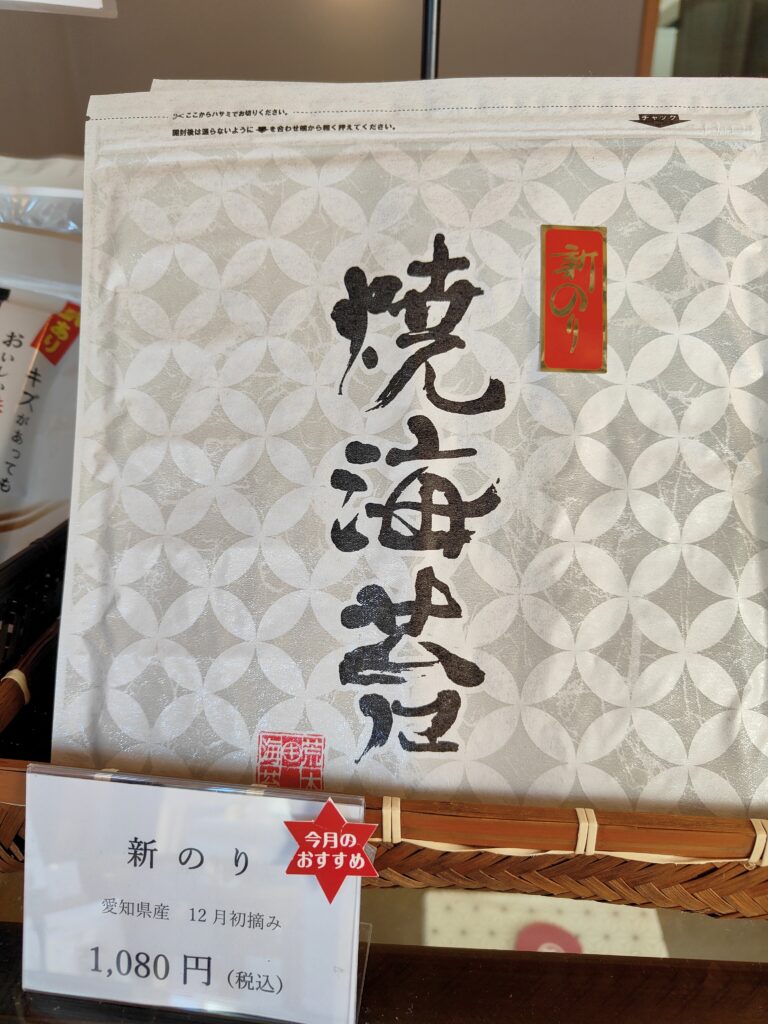 ここからハサミでお切りください。
開封後は湿らないように
を合わせ端から軽く押えてください。
チャック
新のり
焼海苔
訳あり
キズがあっても
おいしい
新のり
今月の
おすすめ
愛知県産 12月初摘み
1,080円（税込）